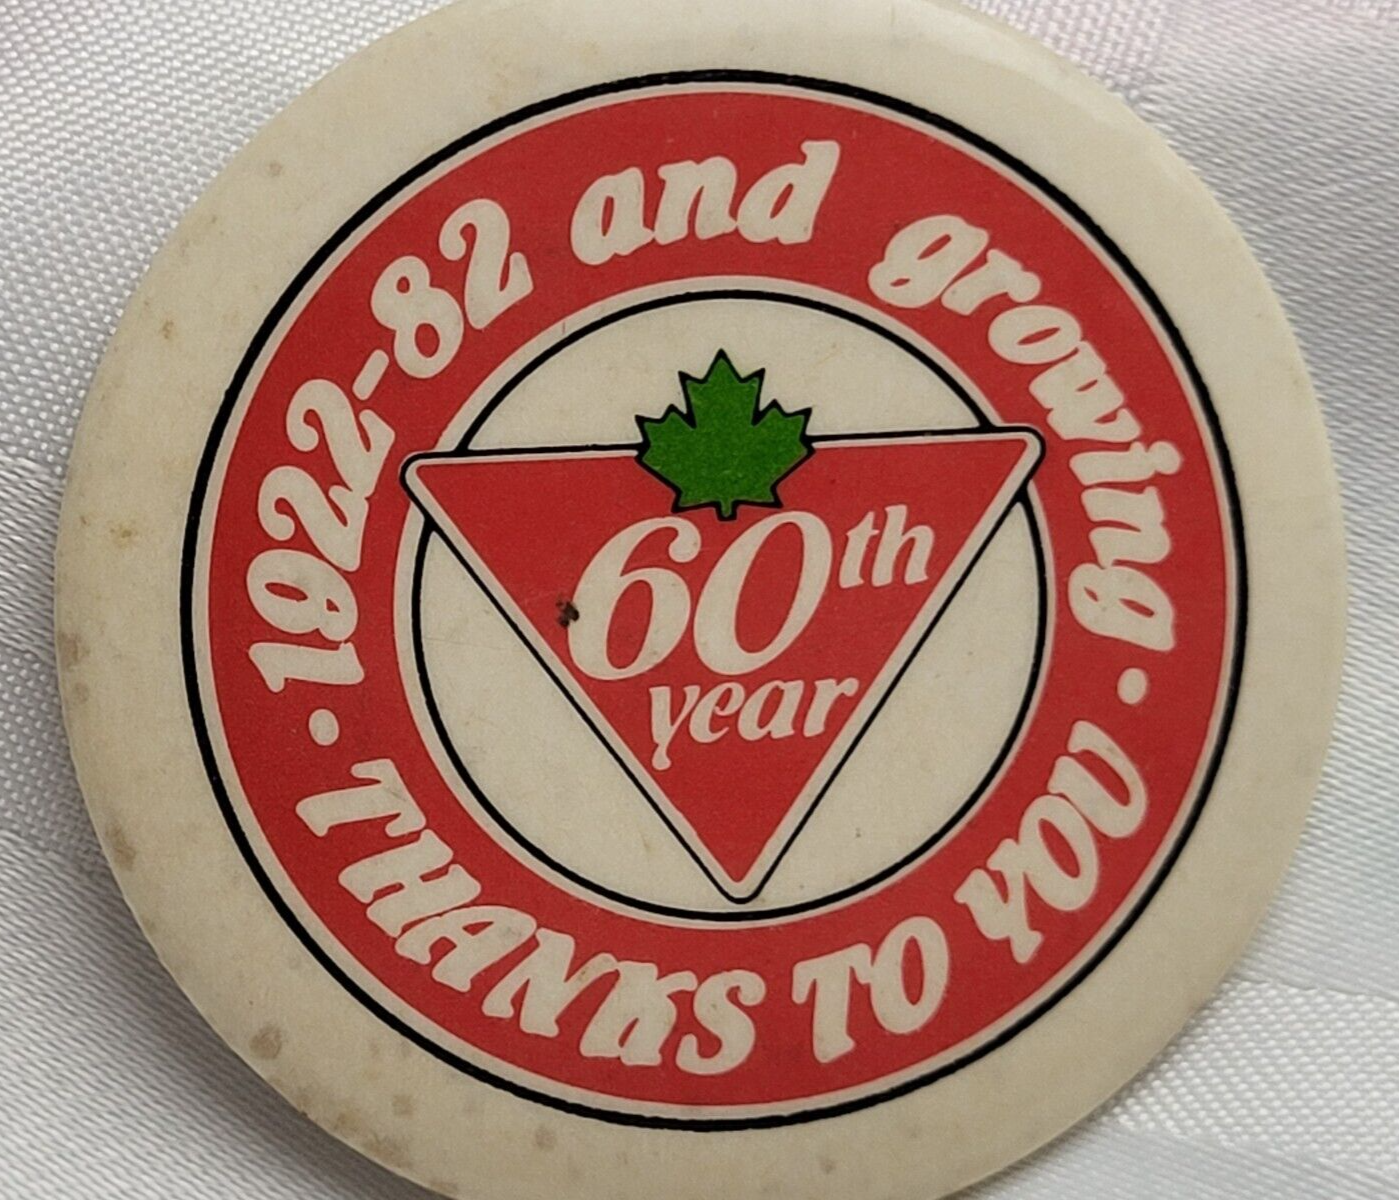 1922-82 and growing
60th
year
· THANKS TO YOU ·